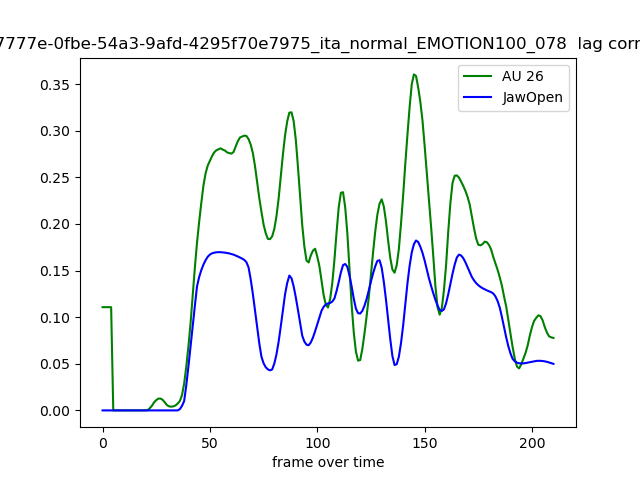 7777e-0fbe-54a3-9afd-4295f70e7975_ita_normal_EMOTION100_078 lag corr
AU 26
JawOpen
0.35
0.30
0.25
0.20
0.15
0.10
0.05
0.00
0 50 100 150 200
frame over time